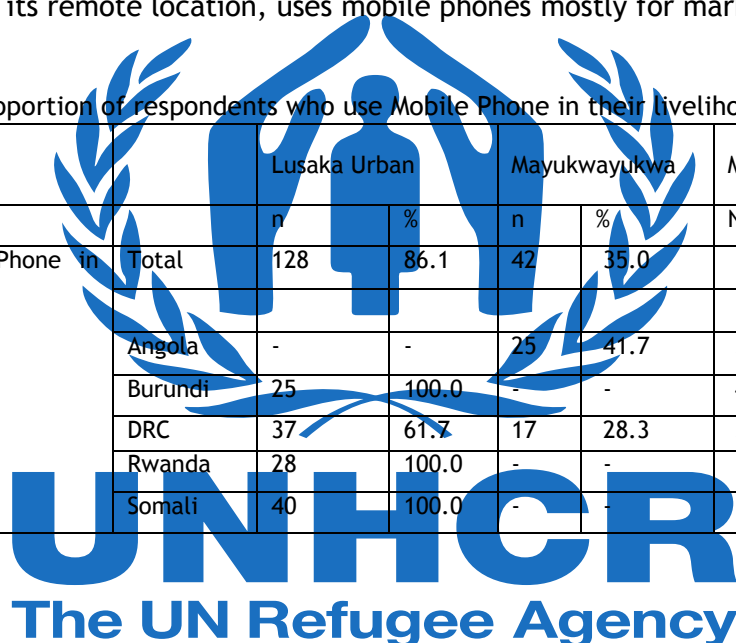 its remote location, uses mobile phones mostly for mar
portion of respondents who use Mobile Phone in their liveliho
Lusaka Urban Mayukwayukwa M
n % n % N
Phone in Total 128 86.1 42 35.0
Angola - - 25 41.7
Burundi 25 100.0 - -
DRC 37 61.7 17 28.3
Rwanda 28 100.0 - -
Somali 40 100.0 - -
UNHCR
The UN Refugee Agency